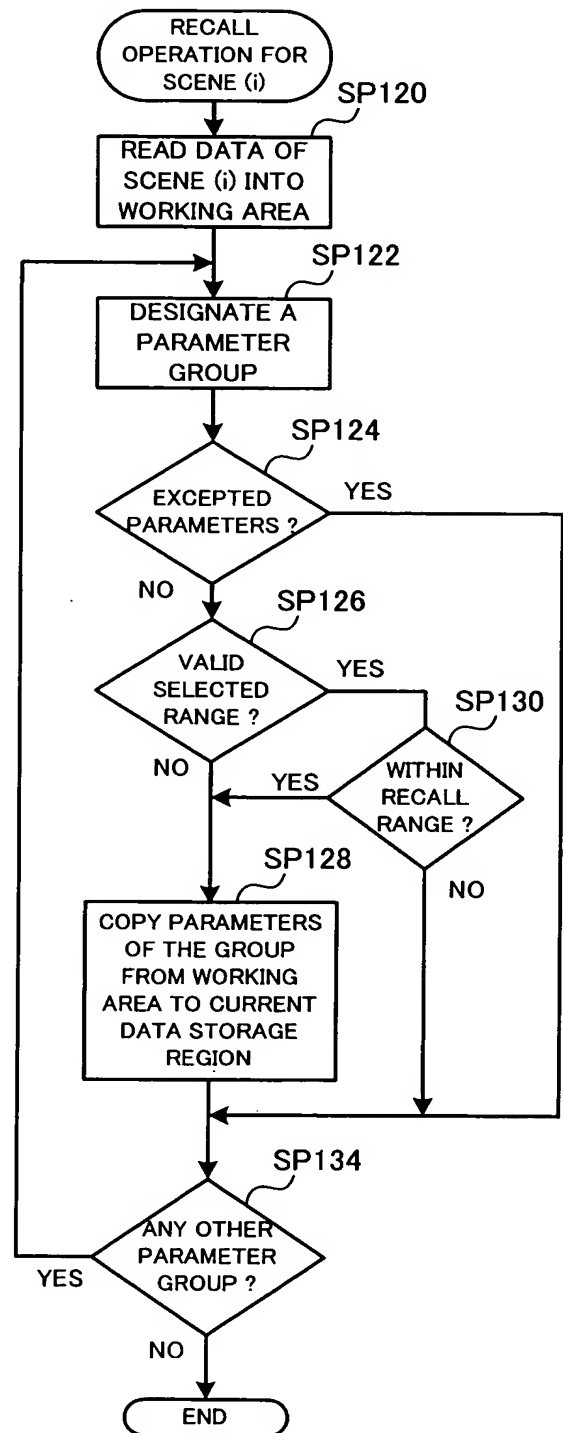 RECALL
OPERATION FOR
SCENE (i)
SP120
READ DATA OF
SCENE (i) INTO
WORKING AREA
SP122
DESIGNATE A
PARAMETER
GROUP
SP124
EXCEPTED
PARAMETERS ?
YES
NO
SP126
VALID
SELECTED
RANGE ?
YES
NO
SP130
WITHIN
RECALL
RANGE ?
YES
NO
SP128
COPY PARAMETERS
OF THE GROUP
FROM WORKING
AREA TO CURRENT
DATA STORAGE
REGION
SP134
ANY OTHER
PARAMETER
GROUP ?
YES
NO
END